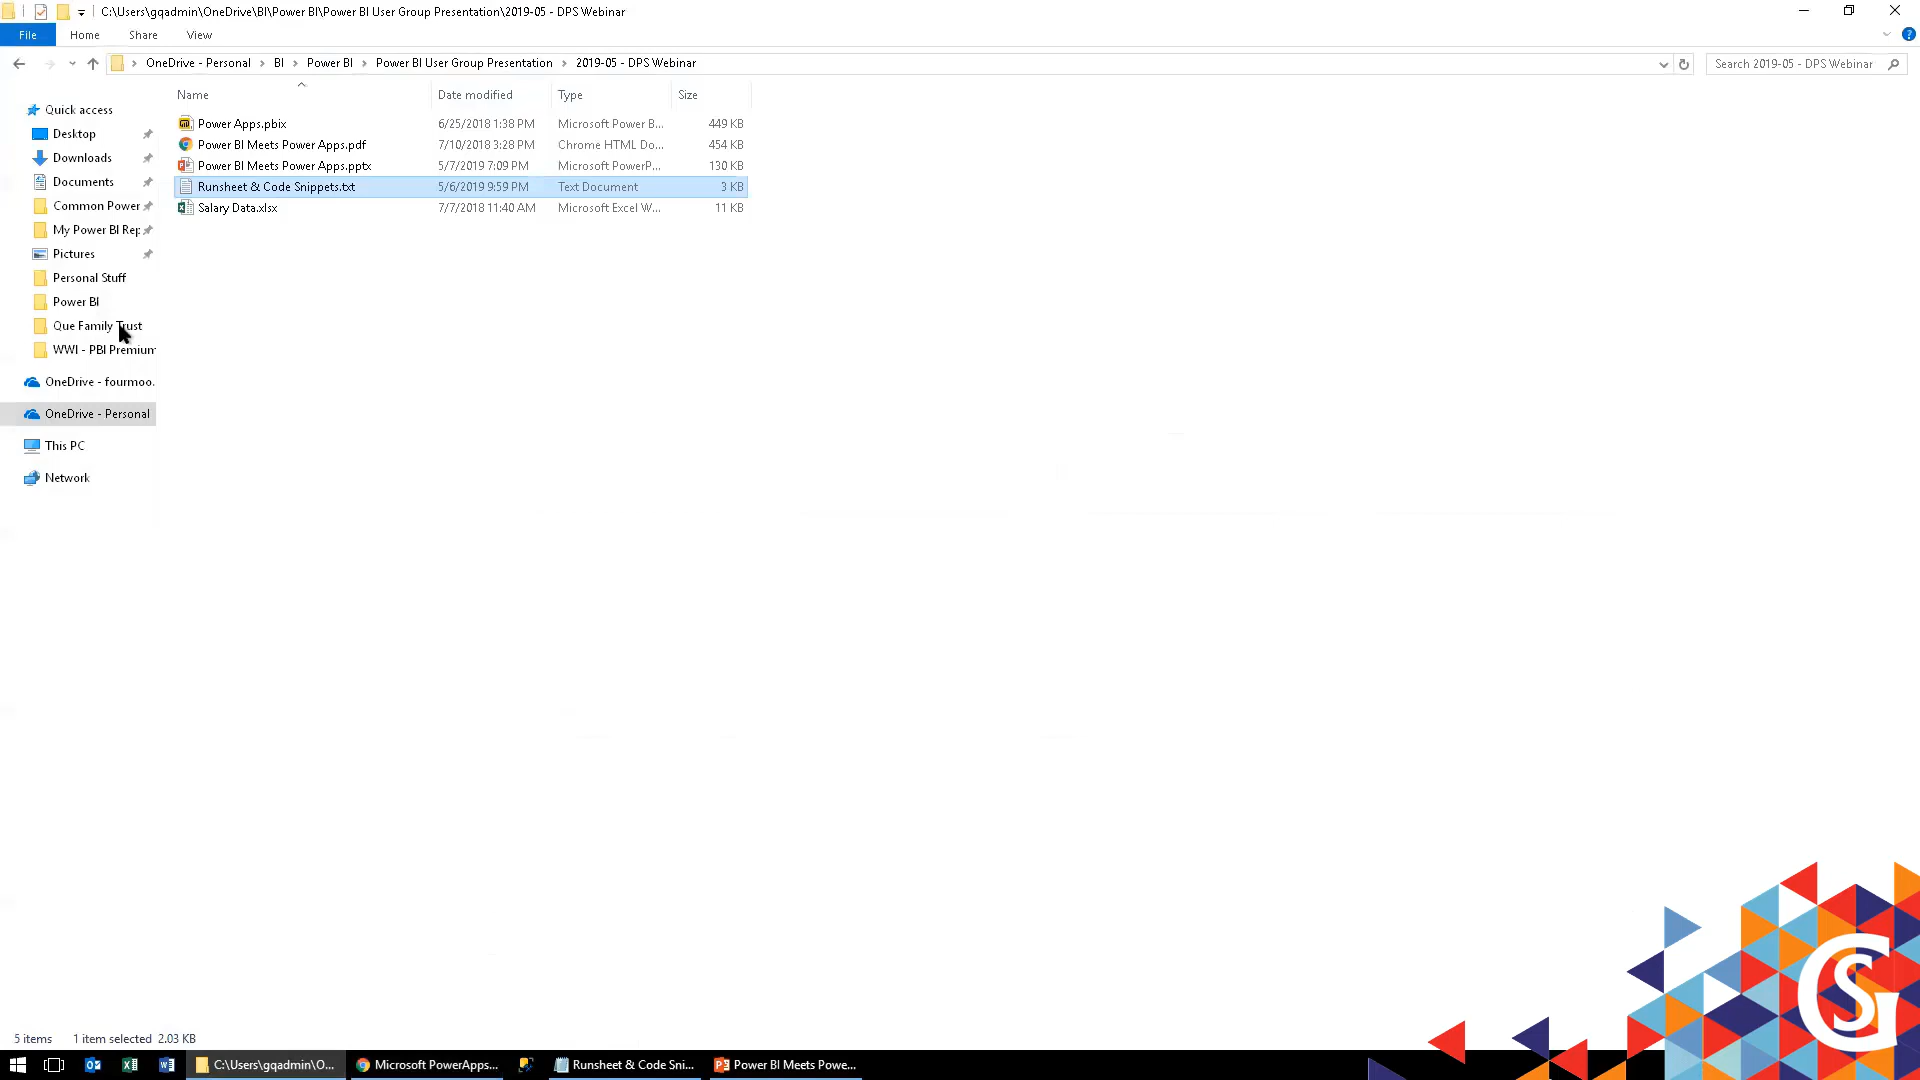 C:\Users\gqadmin\OneDrive\BI\Power BI\Power BI User Group Presentation\2019-05 - DPS Webinar
File Home Share View
OneDrive - Personal BI Power BI Power BI User Group Presentation 2019-05 - DPS Webinar Search 2019-05 - DPS Webinar
Name Date modified Type Size
Quick access
Desktop
Downloads
Documents
Common Power
My Power BI Rep
Pictures
Personal Stuff
Power BI
Que Family Trust
WWI - PBI Premium
OneDrive - fourmoo.
OneDrive - Personal
This PC
Network
Power Apps.pbix 6/25/2018 1:38 PM Microsoft Power B... 449 KB
Power BI Meets Power Apps.pdf 7/10/2018 3:28 PM Chrome HTML Do... 454 KB
Power BI Meets Power Apps.pptx 5/7/2019 7:09 PM Microsoft PowerP... 130 KB
Runsheet & Code Snippets.txt 5/6/2019 9:59 PM Text Document 3 KB
Salary Data.xlsx 7/7/2018 11:40 AM Microsoft Excel W... 11 KB
5 items 1 item selected 2.03 KB
C:\Users\gqadmin\O... Microsoft PowerApps... Runsheet & Code Sni... Power BI Meets Powe...